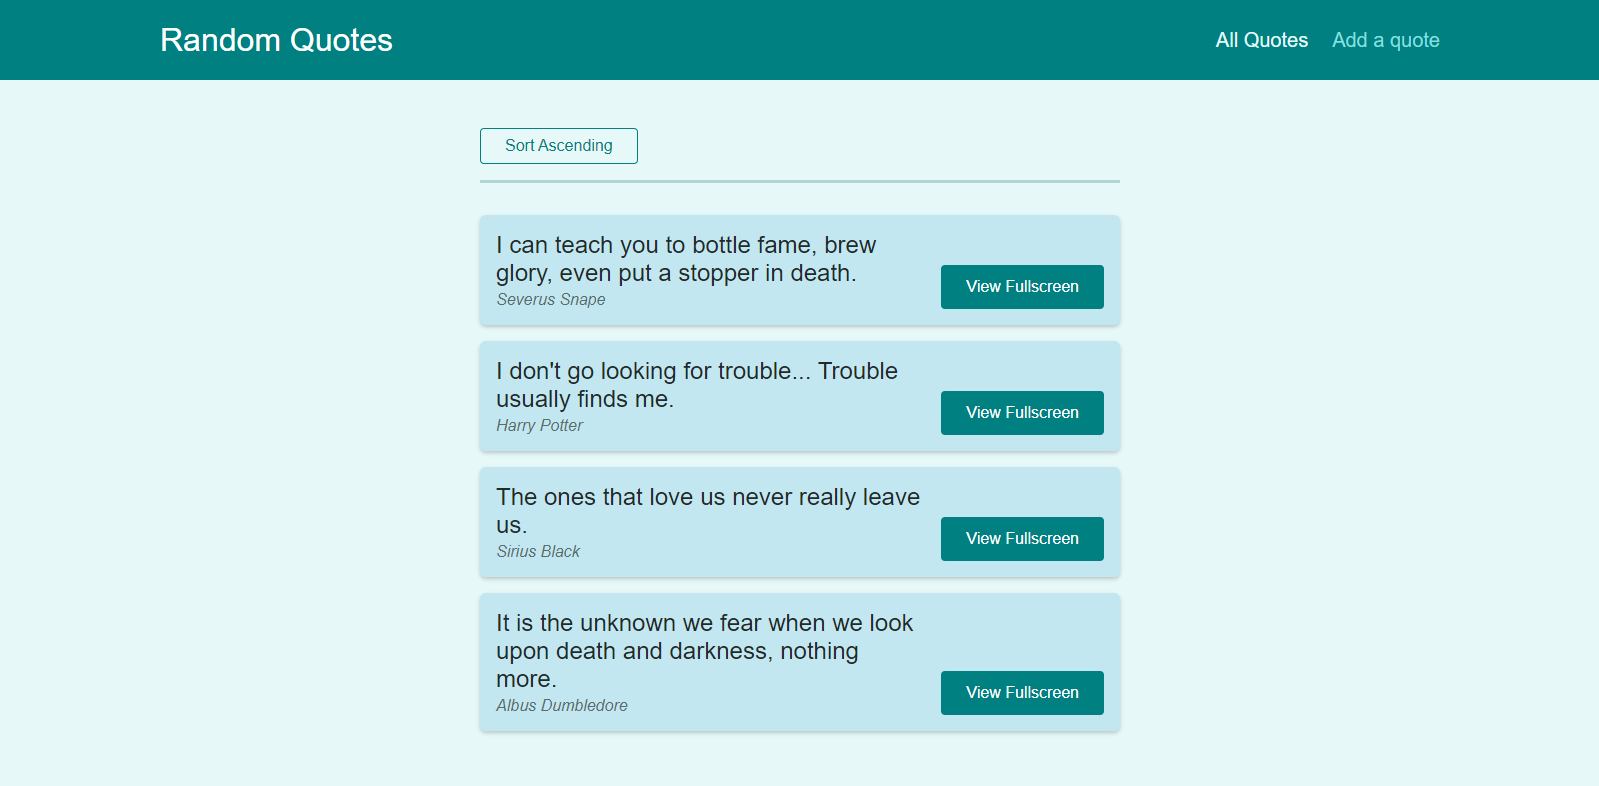 Random Quotes
All Quotes
Add a quote
Sort Ascending
I can teach you to bottle fame, brew
glory, even put a stopper in death.
Severus Snape
View Fullscreen
I don't go looking for trouble... Trouble
usually finds me.
Harry Potter
View Fullscreen
The ones that love us never really leave
us.
Sirius Black
View Fullscreen
It is the unknown we fear when we look
upon death and darkness, nothing
more.
Albus Dumbledore
View Fullscreen